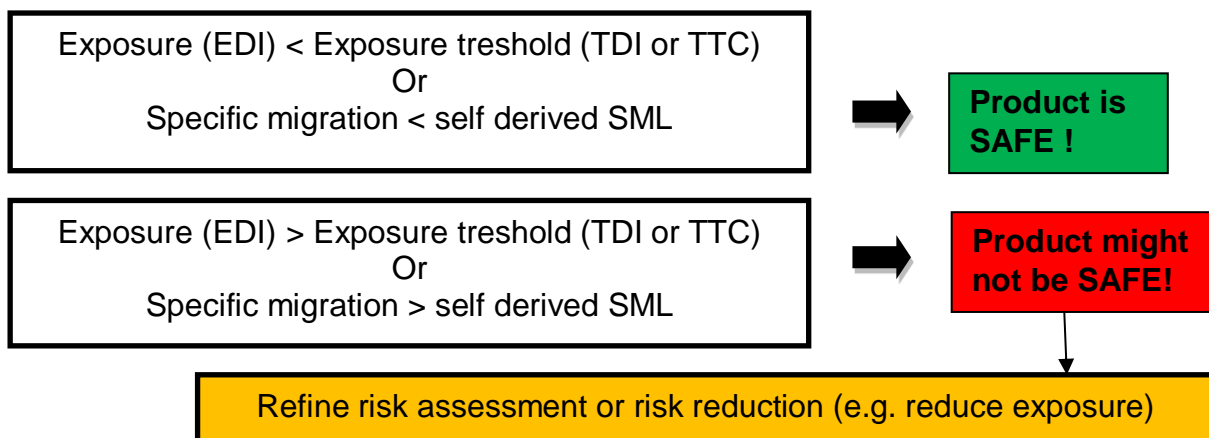 Exposure (EDI) < Exposure treshold (TDI or TTC)
Or
Specific migration < self derived SML
Product is
SAFE !
Exposure (EDI) > Exposure treshold (TDI or TTC)
Or
Specific migration > self derived SML
Product might
not be SAFE!
Refine risk assessment or risk reduction (e.g. reduce exposure)